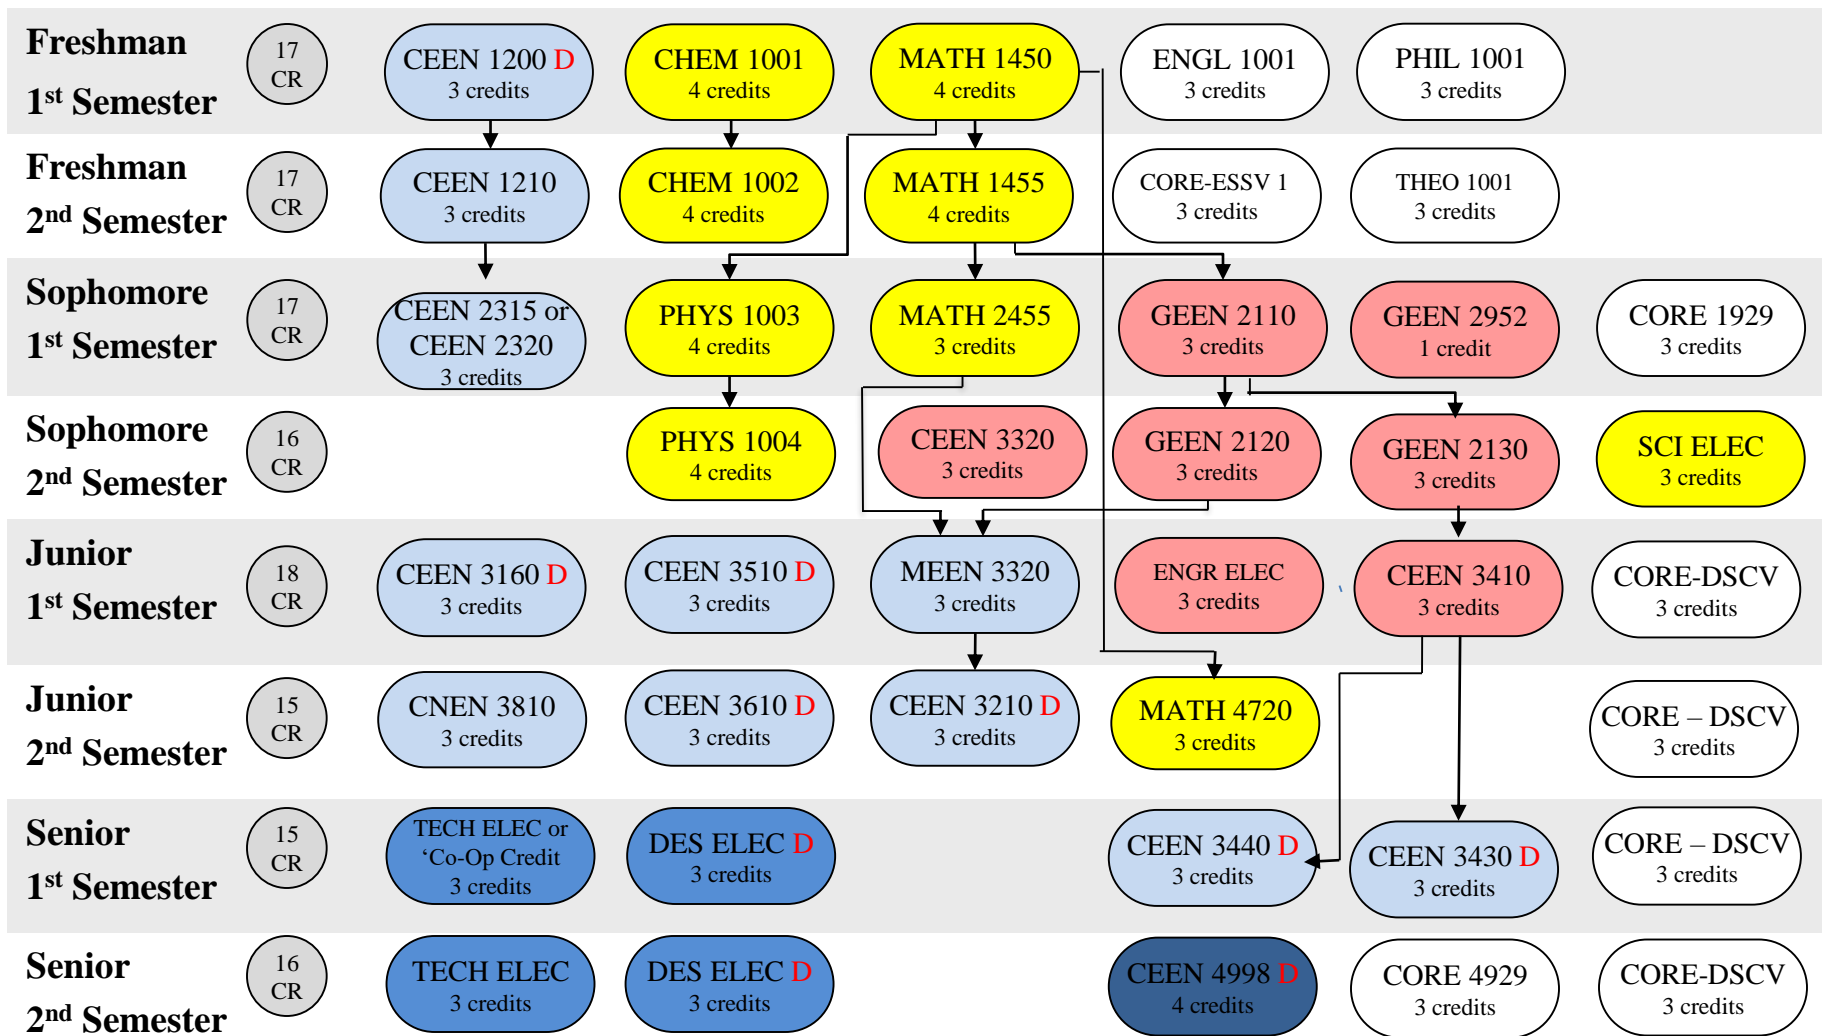 Freshman
1st Semester
17
CR
CEEN 1200 D
3 credits
CHEM 1001
4 credits
MATH 1450
4 credits
ENGL 1001
3 credits
PHIL 1001
3 credits
Freshman
2nd Semester
17
CR
CEEN 1210
3 credits
CHEM 1002
4 credits
MATH 1455
4 credits
CORE-ESSV 1
3 credits
THEO 1001
3 credits
Sophomore
1st Semester
17
CR
CEEN 2315 or
CEEN 2320
3 credits
PHYS 1003
4 credits
MATH 2455
3 credits
GEEN 2110
3 credits
GEEN 2952
1 credit
CORE 1929
3 credits
Sophomore
2nd Semester
16
CR
PHYS 1004
4 credits
CEEN 3320
3 credits
GEEN 2120
3 credits
GEEN 2130
3 credits
SCI ELEC
3 credits
Junior
1st Semester
18
CR
CEEN 3160 D
3 credits
CEEN 3510 D
3 credits
MEEN 3320
3 credits
ENGR ELEC
3 credits
CEEN 3410
3 credits
CORE-DSCV
3 credits
Junior
2nd Semester
15
CR
CNEN 3810
3 credits
CEEN 3610 D
3 credits
CEEN 3210 D
3 credits
MATH 4720
3 credits
CORE – DSCV
3 credits
Senior
1st Semester
15
CR
TECH ELEC or
‘Co-Op Credit
3 credits
DES ELEC D
3 credits
CEEN 3440 D
3 credits
CEEN 3430 D
3 credits
CORE – DSCV
3 credits
Senior
2nd Semester
16
CR
TECH ELEC
3 credits
DES ELEC D
3 credits
CEEN 4998 D
4 credits
CORE 4929
3 credits
CORE-DSCV
3 credits